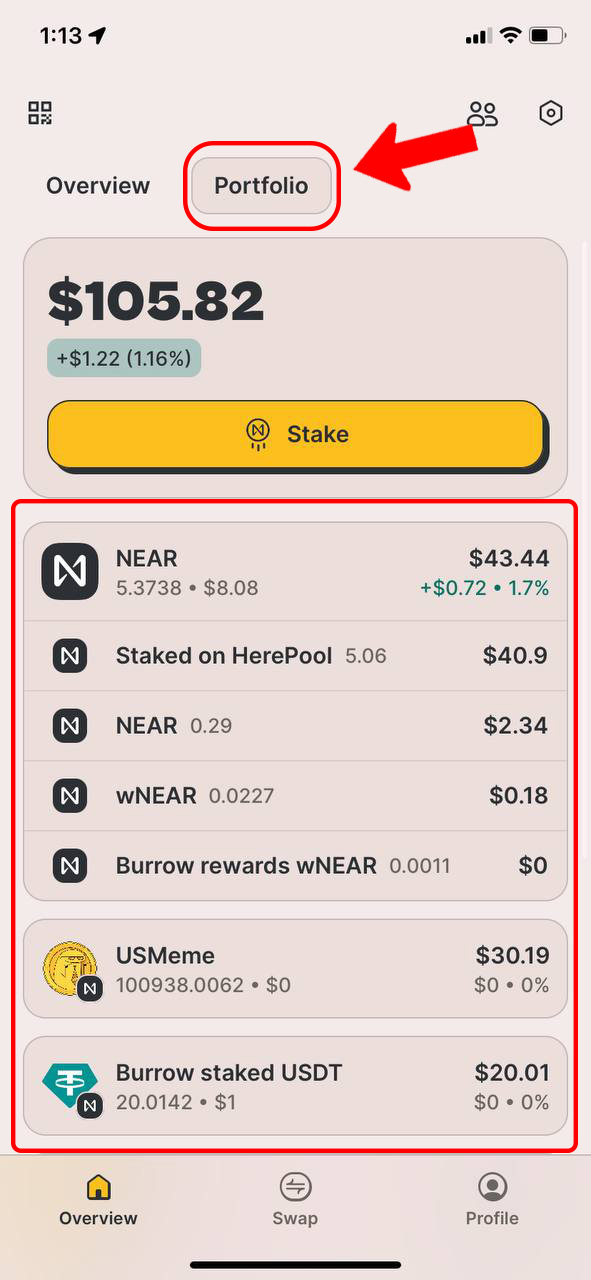 1:13
Overview
Portfolio
$105.82
+$1.22 (1.16%)
Stake
NEAR $43.44
5.3738 • $8.08 +$0.72 • 1.7%
Staked on HerePool 5.06 $40.9
NEAR 0.29 $2.34
wNEAR 0.0227 $0.18
Burrow rewards wNEAR 0.0011 $0
USMeme $30.19
100938.0062 • $0 $0 • 0%
Burrow staked USDT $20.01
20.0142 • $1 $0 • 0%
Overview Swap Profile